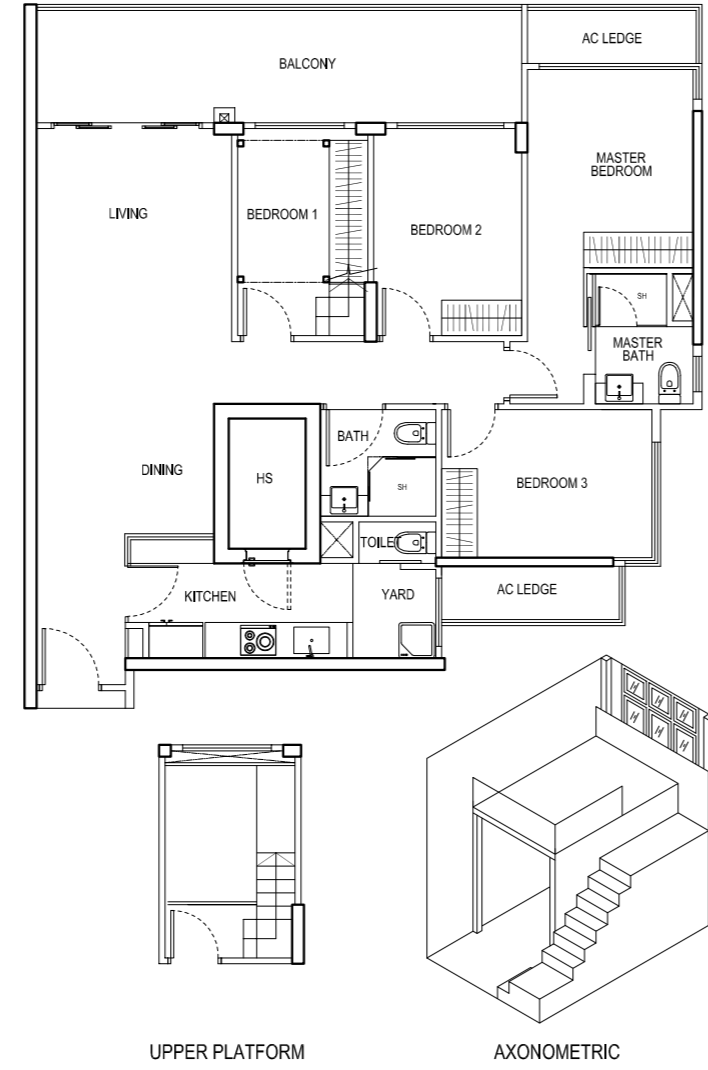 AC LEDGE
BALCONY
MASTER
BEDROOM
LIVING
BEDROOM 1
BEDROOM 2
SH
MASTER
BATH
BATH
DINING
HS
SH
BEDROOM 3
TOILET
KITCHEN
YARD
AC LEDGE
UPPER PLATFORM
AXONOMETRIC